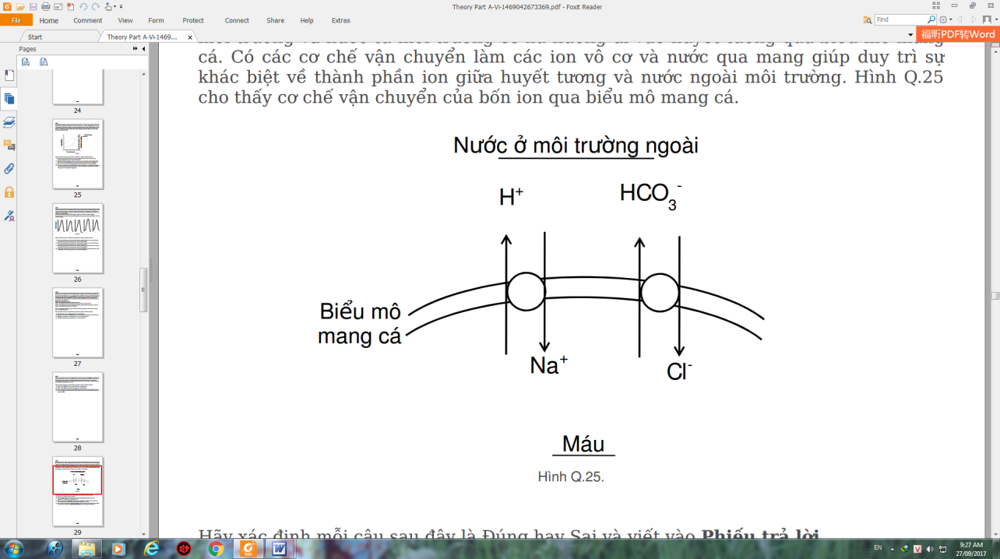 Theory Part A-Vi-1469042673369.pdf - Foxit Reader
File Home Comment View Form Protect Connect Share Help Extras
Find
Start
Theory Part A-Vi-1469... x
福昕PDF转Word
Pages
24
25
26
27
28
29
cá. Có các cơ chế vận chuyển làm các ion vô cơ và nước qua mang giúp duy trì sự
khác biệt về thành phần ion giữa huyết tương và nước ngoài môi trường. Hình Q.25
cho thấy cơ chế vận chuyển của bốn ion qua biểu mô mang cá.
Nước ở môi trường ngoài
H+
HCO3-
Biểu mô
mang cá
Na+
Cl-
Máu
Hình Q.25.
Hãy xác định mỗi câu sau đây là Đúng hay Sai và viết vào Phiếu trả lời
EN
9:27 AM
27/09/2017